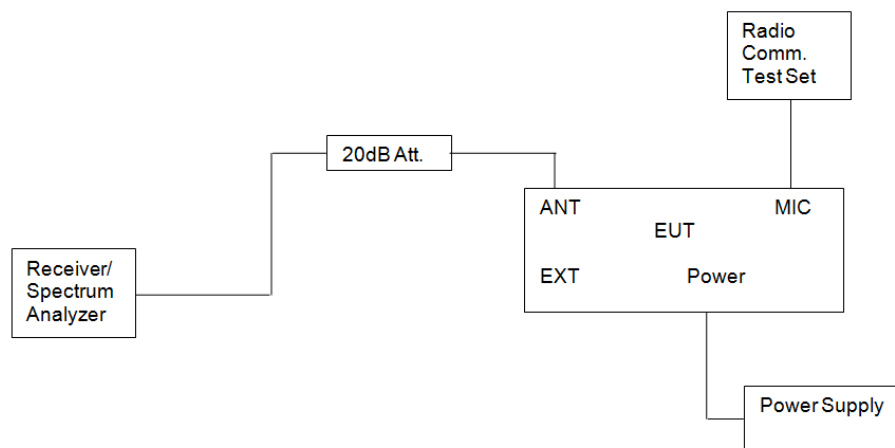 Radio
Comm.
Test Set
20dB Att.
ANT
MIC
EUT
EXT
Power
Receiver/
Spectrum
Analyzer
Power Supply